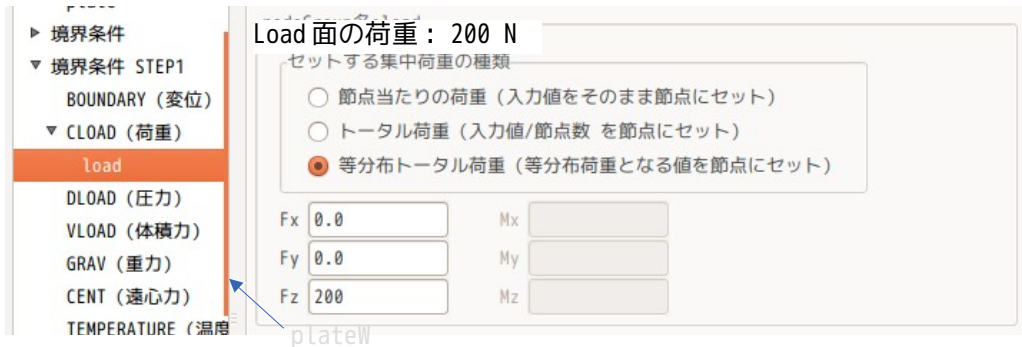 plate
境界条件
境界条件 STEP1
BOUNDARY (変位)
CLOAD (荷重)
load
DLOAD (圧力)
VLOAD (体積力)
GRAV (重力)
CENT (遠心力)
TEMPERATURE (温度
Load 面の荷重: 200 N
セットする集中荷重の種類
節点当たりの荷重 (入力値をそのまま節点にセット)
トータル荷重 (入力値/節点数 を節点にセット)
等分布トータル荷重 (等分布荷重となる値を節点にセット)
Fx 0.0 Mx
Fy 0.0 My
Fz 200 Mz
plateW